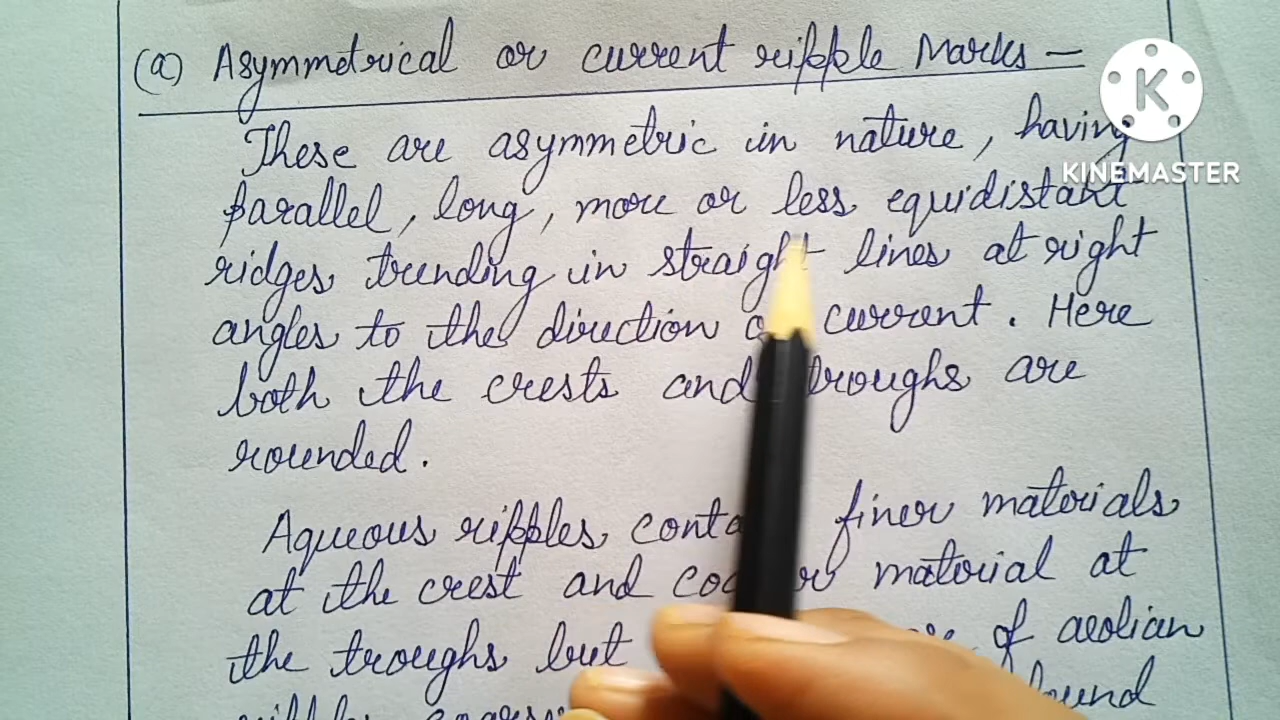 (a) Asymmetrical or current ripple Marks —
K
KINEMASTER
These are asymmetric in nature, having
parallel, long, more or less equidistant
ridges trending in straight lines at right
angles to the direction current. Here
both the crests and troughs are
rounded.
Aqueous ripples finer materials
at the crest and material at
the troughs but of aeolian